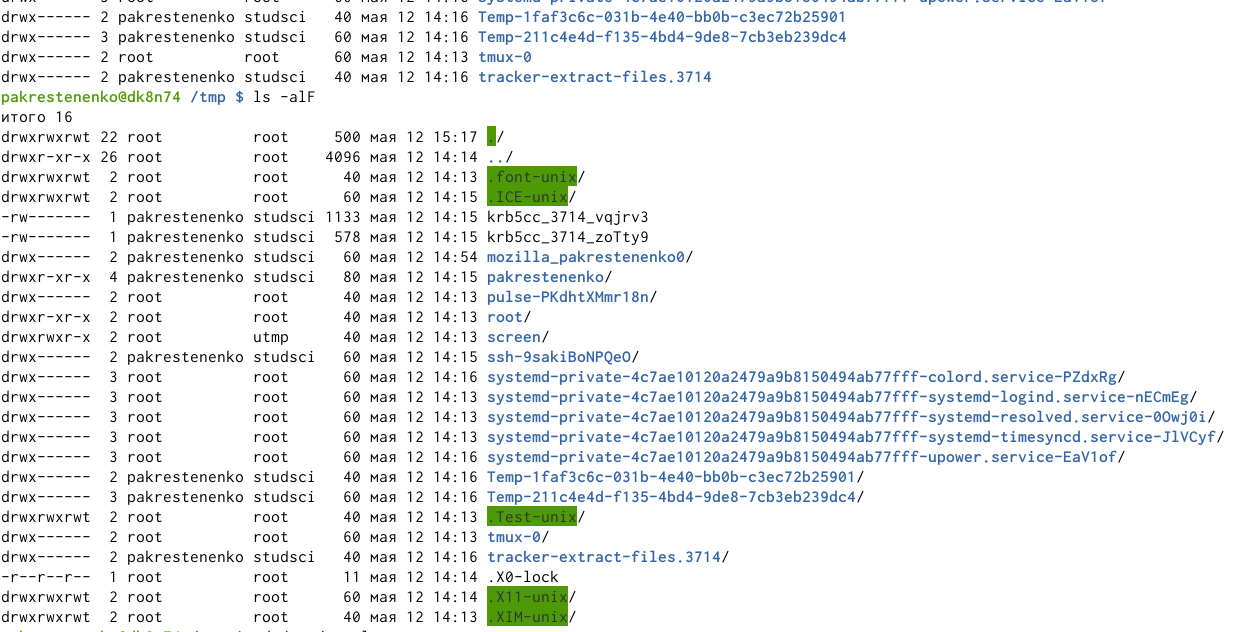 drwx------ 2 pakrestenenko studsci   40 мая 12 14:16 Temp-1faf3c6c-031b-4e40-bb0b-c3ec72b25901
drwx------ 3 pakrestenenko studsci   60 мая 12 14:16 Temp-211c4e4d-f135-4bd4-9de8-7cb3eb239dc4
drwx------ 2 root          root      60 мая 12 14:13 tmux-0
drwx------ 2 pakrestenenko studsci   40 мая 12 14:16 tracker-extract-files.3714
pakrestenenko@dk8n74 /tmp $ ls -alF
итого 16
drwxrwxrwt 22 root          root     500 мая 12 15:17 ./
drwxr-xr-x 26 root          root    4096 мая 12 14:14 ../
drwxrwxrwt  2 root          root      40 мая 12 14:13 .font-unix/
drwxrwxrwt  2 root          root      60 мая 12 14:15 .ICE-unix/
-rw-------  1 pakrestenenko studsci 1133 мая 12 14:15 krb5cc_3714_vqjrv3
-rw-------  1 pakrestenenko studsci  578 мая 12 14:15 krb5cc_3714_zoTty9
drwx------  2 pakrestenenko studsci   60 мая 12 14:54 mozilla_pakrestenenko0/
drwxr-xr-x  4 pakrestenenko studsci   80 мая 12 14:15 pakrestenenko/
drwx------  2 root          root      40 мая 12 14:13 pulse-PKdhtXMmr18n/
drwxr-xr-x  2 root          root      40 мая 12 14:13 root/
drwxrwxr-x  2 root          utmp      40 мая 12 14:13 screen/
drwx------  2 pakrestenenko studsci   60 мая 12 14:15 ssh-9sakiBoNPQeO/
drwx------  3 root          root      60 мая 12 14:16 systemd-private-4c7ae10120a2479a9b8150494ab77fff-colord.service-PZdxRg/
drwx------  3 root          root      60 мая 12 14:13 systemd-private-4c7ae10120a2479a9b8150494ab77fff-systemd-logind.service-nECmEg/
drwx------  3 root          root      60 мая 12 14:13 systemd-private-4c7ae10120a2479a9b8150494ab77fff-systemd-resolved.service-0Owj0i/
drwx------  3 root          root      60 мая 12 14:13 systemd-private-4c7ae10120a2479a9b8150494ab77fff-systemd-timesyncd.service-JlVCyf/
drwx------  3 root          root      60 мая 12 14:16 systemd-private-4c7ae10120a2479a9b8150494ab77fff-upower.service-EaV1of/
drwx------  2 pakrestenenko studsci   40 мая 12 14:16 Temp-1faf3c6c-031b-4e40-bb0b-c3ec72b25901/
drwx------  3 pakrestenenko studsci   60 мая 12 14:16 Temp-211c4e4d-f135-4bd4-9de8-7cb3eb239dc4/
drwxrwxrwt  2 root          root      40 мая 12 14:13 .Test-unix/
drwx------  2 root          root      60 мая 12 14:13 tmux-0/
drwx------  2 pakrestenenko studsci   40 мая 12 14:16 tracker-extract-files.3714/
-r--r--r--  1 root          root      11 мая 12 14:14 .X0-lock
drwxrwxrwt  2 root          root      60 мая 12 14:14 .X11-unix/
drwxrwxrwt  2 root          root      40 мая 12 14:13 .XIM-unix/